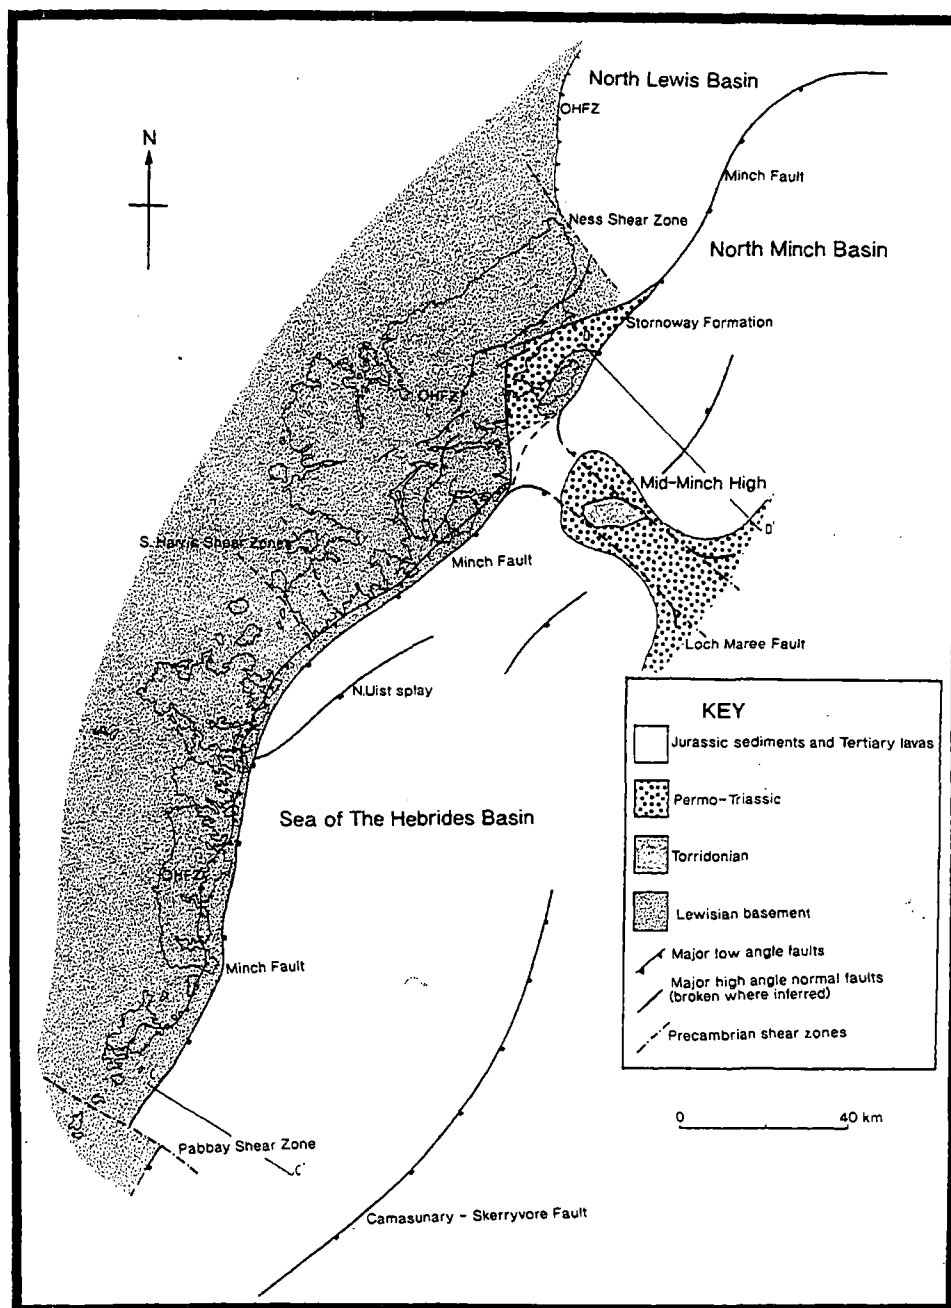 North Lewis Basin
OHFZ
N
Minch Fault
Ness Shear Zone
North Minch Basin
Stornoway Formation
D
OHFZ
Mid-Minch High
D'
S. Harris Shear Zones
Minch Fault
Loch Maree Fault
N.Uist splay
KEY
Jurassic sediments and Tertiary lavas
Permo-Triassic
Torridonian
Lewisian basement
Major low angle faults
Major high angle normal faults
(broken where inferred)
Precambrian shear zones
Sea of The Hebrides Basin
OHFZ
Minch Fault
C
0 40 km
Pabbay Shear Zone
C'
Camasunary - Skerryvore Fault